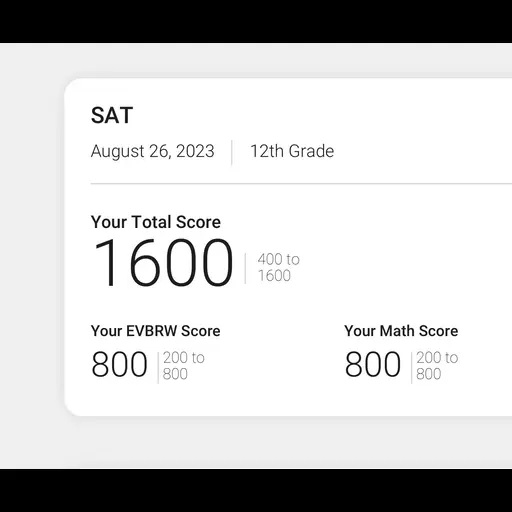 SAT
August 26, 2023 12th Grade
Your Total Score
1600 400 to
1600
Your EVBRW Score
800 200 to
800
Your Math Score
800 200 to
800